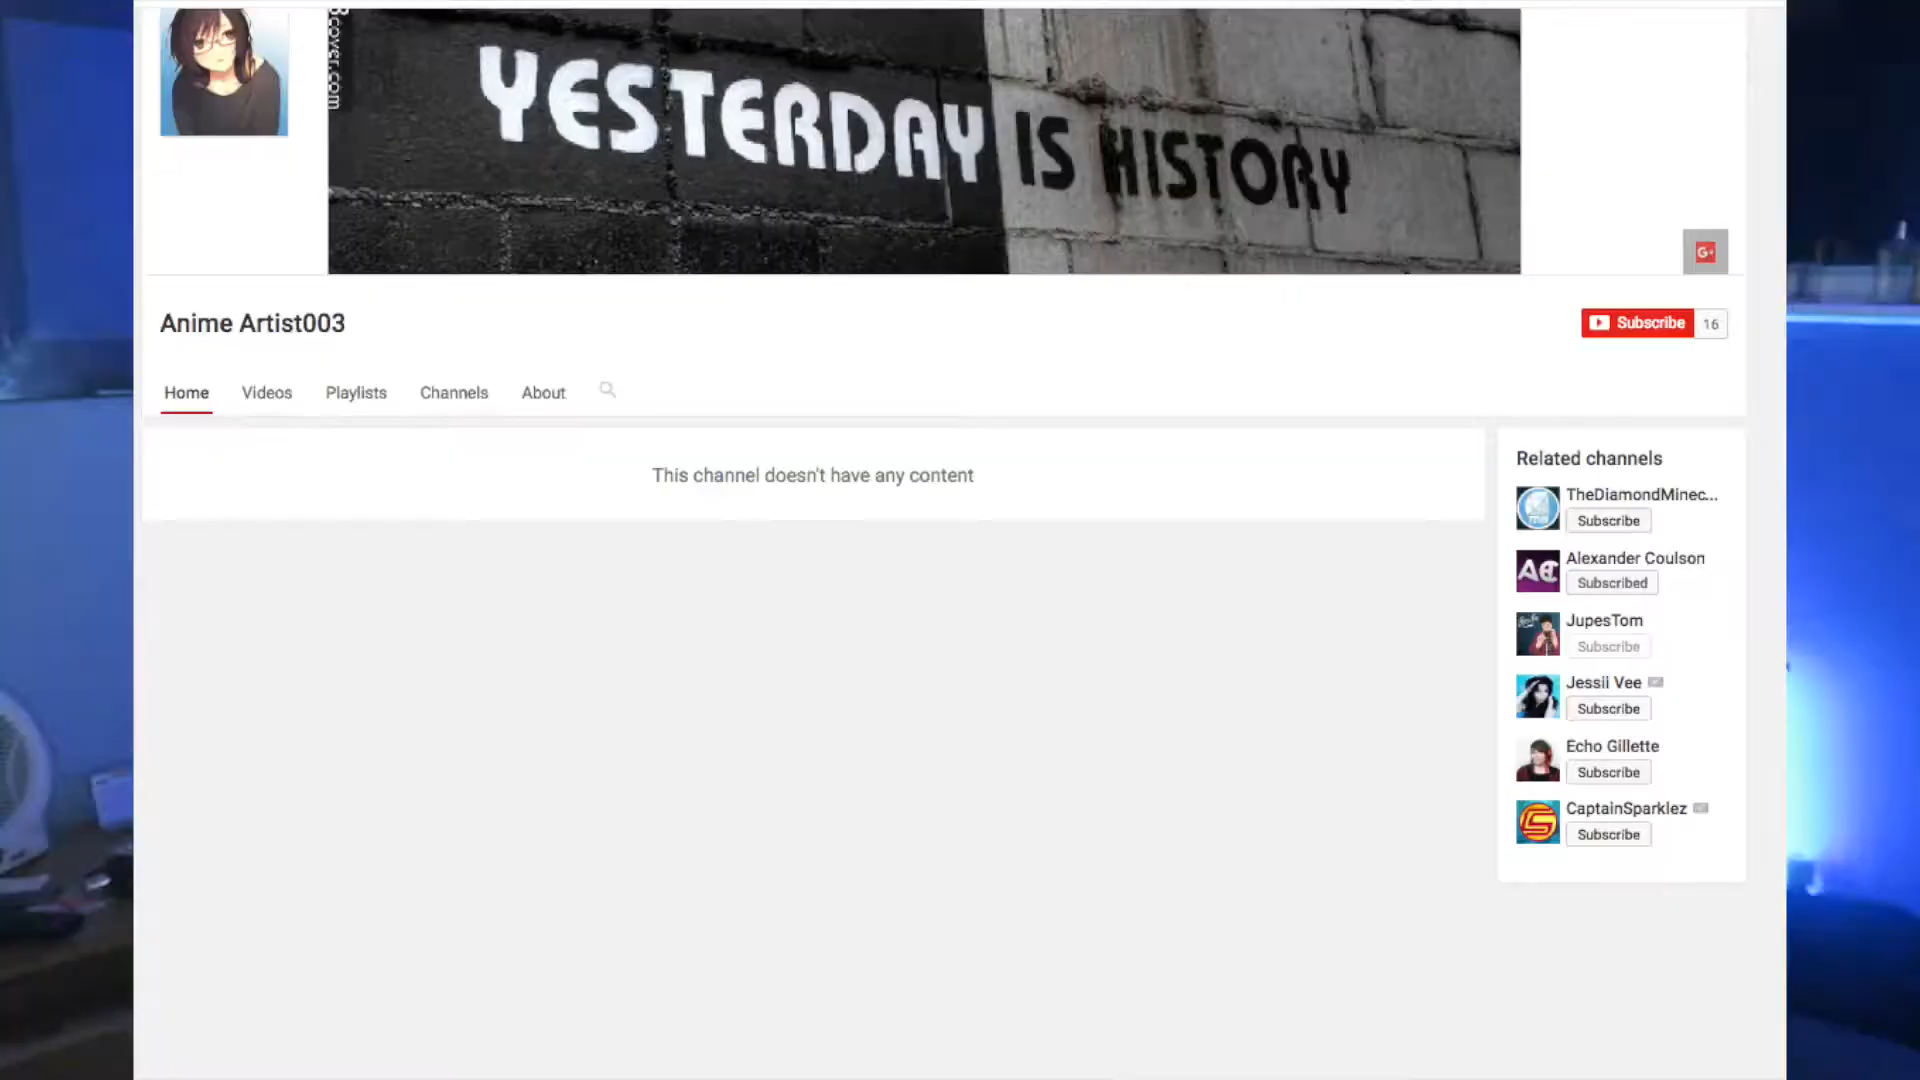 YESTERDAY IS HISTORY
G+
Anime Artist003
Subscribe 16
Home Videos Playlists Channels About
This channel doesn't have any content
Related channels
TheDiamondMinec...
Subscribe
Alexander Coulson
Subscribed
JupesTom
Subscribe
Jessii Vee
Subscribe
Echo Gillette
Subscribe
CaptainSparklez
Subscribe